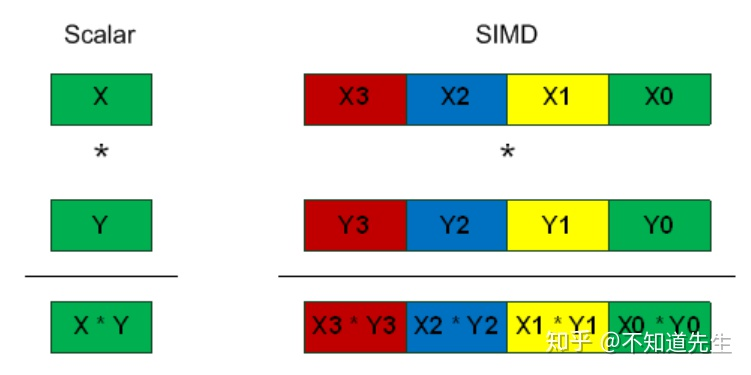 Scalar SIMD
X X3 X2 X1 X0
* *
Y Y3 Y2 Y1 Y0
X * Y X3 * Y3 X2 * Y2 X1 * Y1 X0 * Y0
知乎 @不知道先生